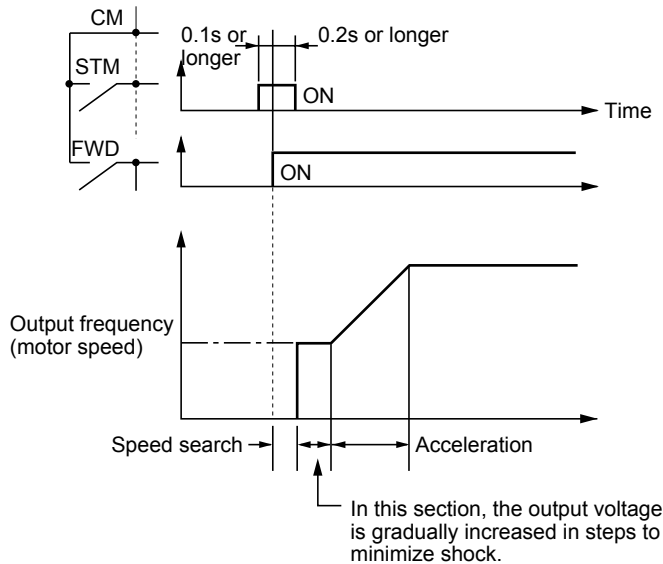 CM
0.1s or
longer
0.2s or longer
STM
ON
Time
FWD
ON
Output frequency
(motor speed)
Speed search
Acceleration
In this section, the output voltage
is gradually increased in steps to
minimize shock.